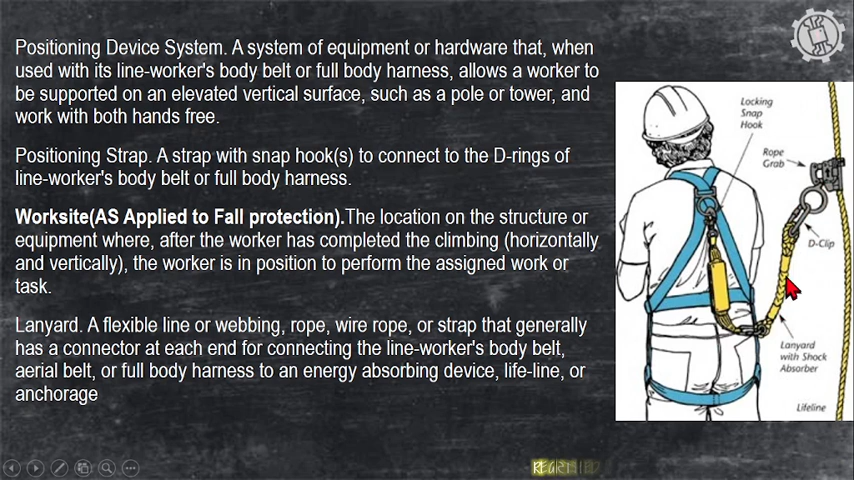 Positioning Device System. A system of equipment or hardware that, when
used with its line-worker's body belt or full body harness, allows a worker to
be supported on an elevated vertical surface, such as a pole or tower, and
work with both hands free.
Positioning Strap. A strap with snap hook(s) to connect to the D-rings of
line-worker's body belt or full body harness.
Worksite(AS Applied to Fall protection).The location on the structure or
equipment where, after the worker has completed the climbing (horizontally
and vertically), the worker is in position to perform the assigned work or
task.
Lanyard. A flexible line or webbing, rope, wire rope, or strap that generally
has a connector at each end for connecting the line-worker's body belt,
aerial belt, or full body harness to an energy absorbing device, life-line, or
anchorage
Locking
Snap
Hook
Rope
Grab
D-Clip
Lanyard
with Shock
Absorber
Lifeline